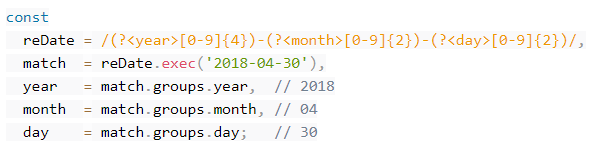 const
  reDate = /(?<year>[0-9]{4})-(?<month>[0-9]{2})-(?<day>[0-9]{2})/,
  match  = reDate.exec('2018-04-30'),
  year   = match.groups.year,  // 2018
  month  = match.groups.month, // 04
  day    = match.groups.day;   // 30